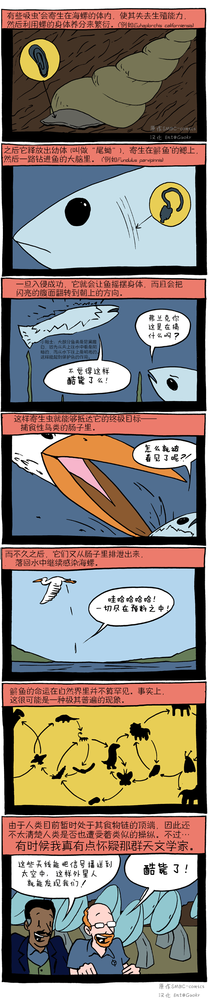 有些吸虫*会寄生在海螺的体内，使其失去生殖能力，
然后利用螺的身体养分来繁衍。(*例如Euhaplorchis californiensis)
原作SMBC-comics
汉化 Ent@Guokr
之后它释放出幼体 (叫做 "尾蚴")，寄生在鳉鱼*的鳃上，
然后一路钻进鱼的大脑里。(*例如Fundulus parvipinnis)
一旦入侵成功，它就会让鱼摇摆身体，而且会把
闪亮的腹面翻转到朝上的方向。
弗兰克你
这是在搞
什么啊？
小贴士：大部分鱼类是背黑腹
白，因为从天上往水中看是阴
暗的，而从水下往上是明亮的，
这样能起到保护色的作用。
不觉得这样
酷毙了么！
这样寄生虫就能够抵达它的终极目标——
捕食性鸟类的肠子里。
怎么就被
看见了呢？！
而不久之后，它们又从肠子里排泄出来，
落回水中继续感染海螺。
哇哈哈哈哈！
一切尽在预料之中！
鳉鱼的命运在自然界里并不算罕见。事实上，
这很可能是一种极其普遍的现象。
由于人类目前暂时处于其食物链的顶端，因此还
不太清楚人类是否也遭受着类似的操纵。不过…
有时候我真有点怀疑那群天文学家。
这些天线能把信号播送到
太空中，这样外星人
就能发现我们！
酷毙了！
原作SMBC-comics
汉化 Ent@Guokr